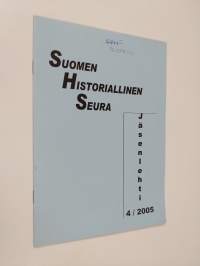 SUOMEN
HISTORIALLINEN
SEURA
Jäsenlehti
4 / 2005